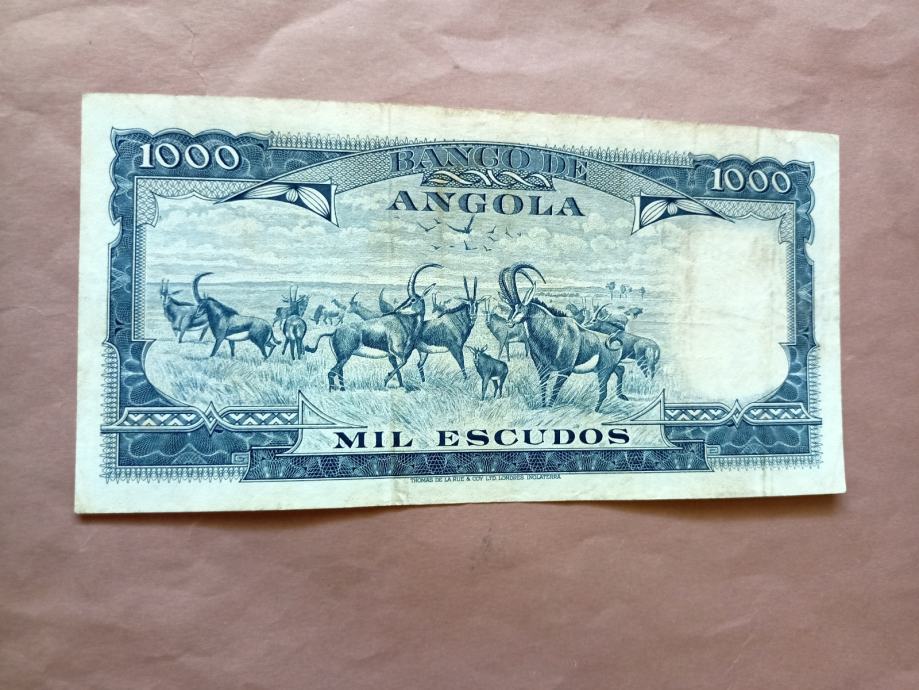 1000
BANCO DE
1000
ANGOLA
MIL ESCUDOS
THOMAS DE LA RUE & COY. LTD. LONDRES. INGLATERRA